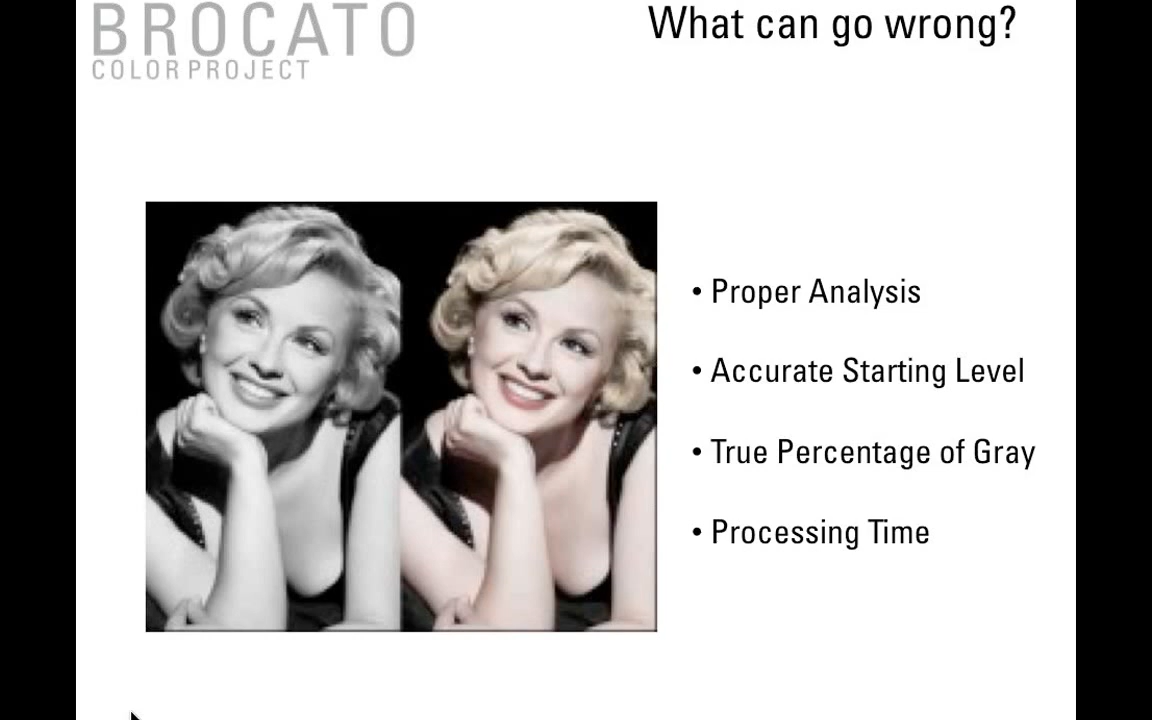 BROCATO
COLOR PROJECT
What can go wrong?
• Proper Analysis
• Accurate Starting Level
• True Percentage of Gray
• Processing Time